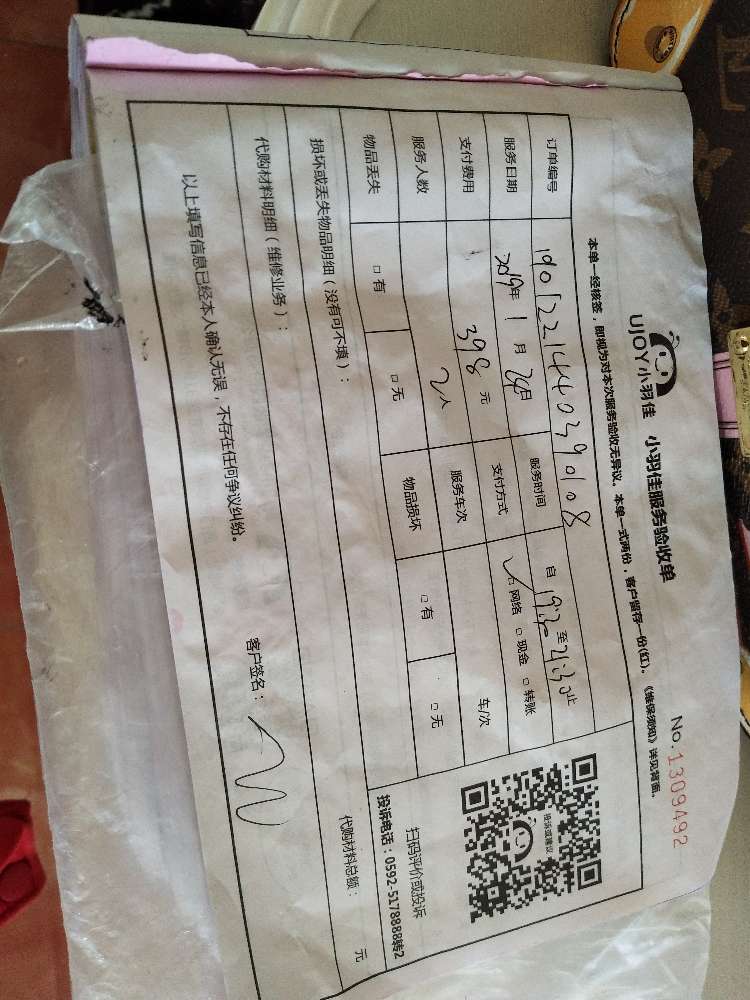 UJOY小羽佳 小羽佳服务验收单
No.1309492
本单一经核签，即视为对本次服务验收无异议。本单一式两份，客户留存一份(红)。《维保须知》详见背面。
订单编号 1901221440390108
服务日期 2019年 1 月 24日 服务时间 自 19:30 至 21:30 止
支付费用 398 元 支付方式 ☑网络 □现金 □转账
服务人数 2人 服务车次 车/次
物品丢失 □有 □无 物品损坏 □有 □无
投诉或建议
扫码评价或投诉
投诉电话：0592-5178888转2
损坏或丢失物品明细（没有可不填）：
代购材料明细（维修业务）： 代购材料总额： 元
以上填写信息已经本人确认无误，不存在任何争议纠纷。 客户签名：